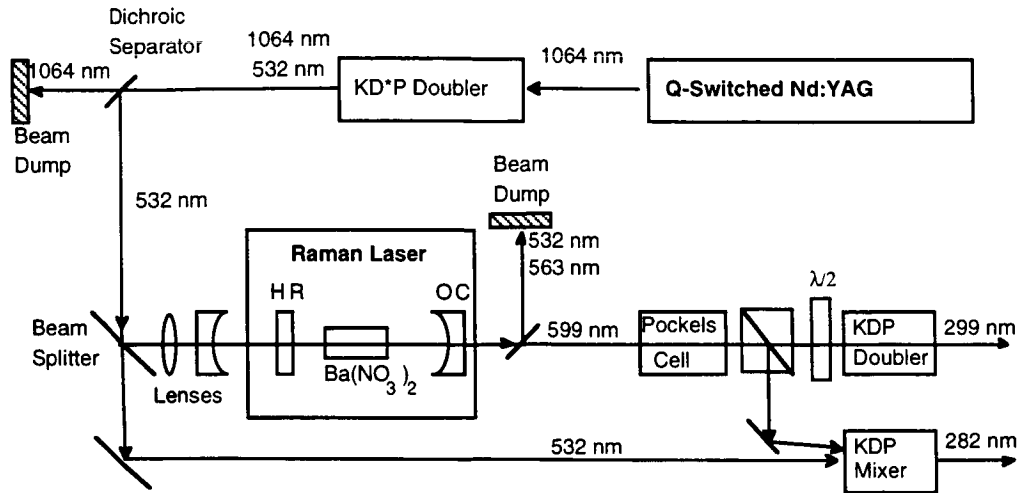 Dichroic
Separator
1064 nm
1064 nm
532 nm
KD*P Doubler
1064 nm
Q-Switched Nd:YAG
Beam
Dump
532 nm
Beam
Dump
532 nm
563 nm
Raman Laser
HR
OC
Ba(NO3)2
Beam
Splitter
Lenses
599 nm
Pockels
Cell
λ/2
KDP
Doubler
299 nm
532 nm
KDP
Mixer
282 nm